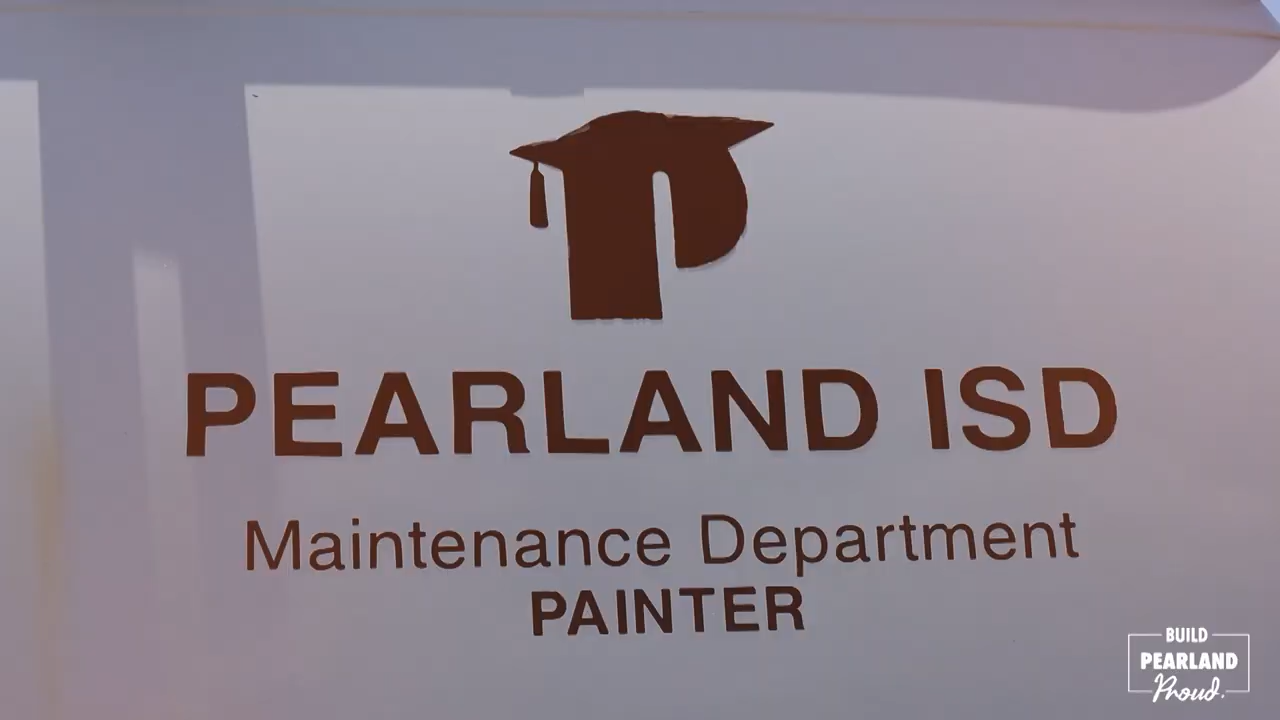 P
PEARLAND ISD
Maintenance Department
PAINTER
BUILD
PEARLAND
Proud.